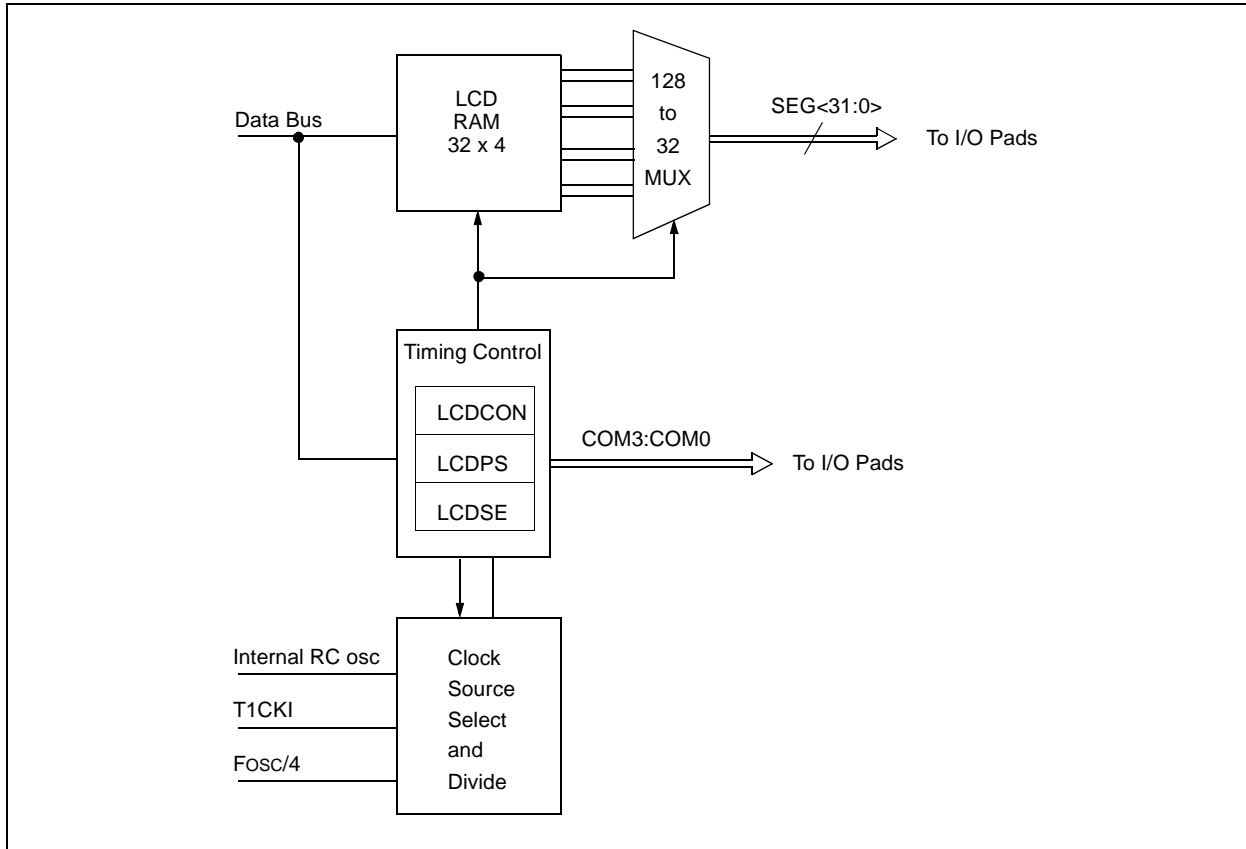 LCD
RAM
32 x 4
128
to
32
MUX
Data Bus
SEG<31:0>
To I/O Pads
Timing Control
LCDCON
LCDPS
LCDSE
COM3:COM0
To I/O Pads
Internal RC osc
T1CKI
FOSC/4
Clock
Source
Select
and
Divide